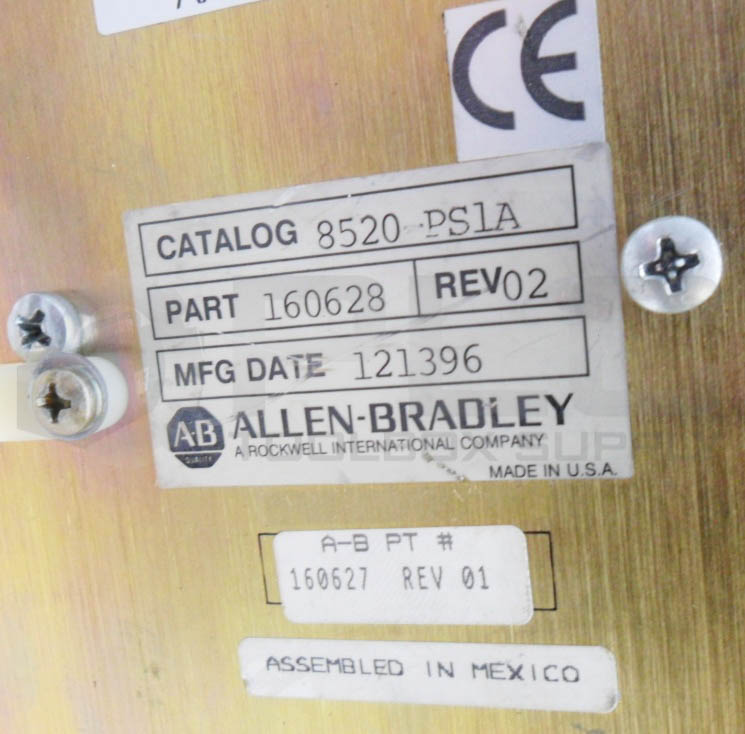 CE
CATALOG 8520-PS1A
PART 160628 REV 02
MFG DATE 121396
A-B QUALITY
ALLEN-BRADLEY
A ROCKWELL INTERNATIONAL COMPANY
MADE IN U.S.A.
A-B PT #
160627 REV 01
ASSEMBLED IN MEXICO